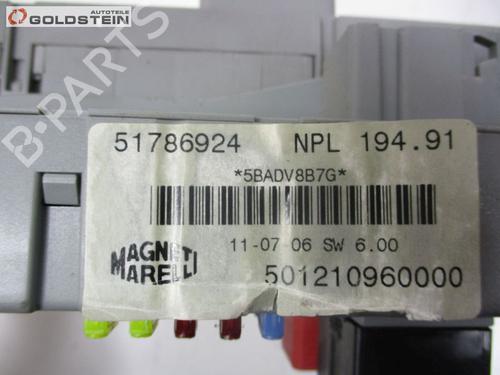 AUTOTEILE
GOLDSTEIN
51786924 NPL 194.91
*5BADV8B7G*
11-07 06 SW 6.00
MAGNETI
MARELLI
501210960000
B-PARTS